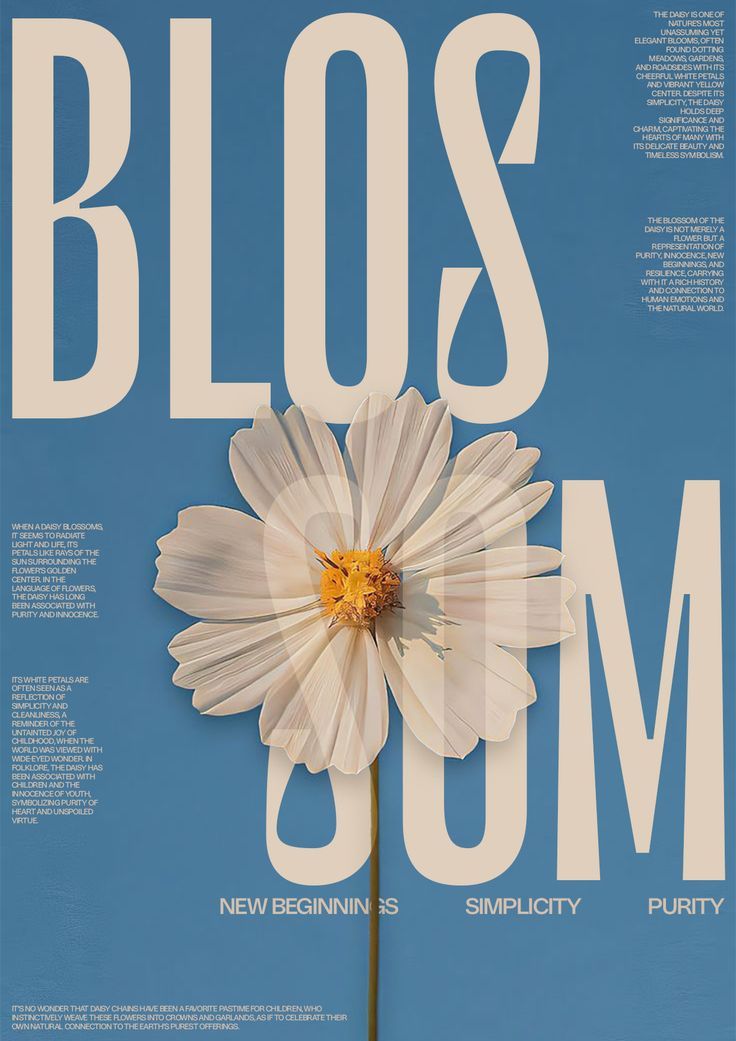 BLOS
THE DAISY IS ONE OF
NATURE'S MOST
UNASSUMING YET
ELEGANT BLOOMS, OFTEN
FOUND DOTTING
MEADOWS, GARDENS,
AND ROADSIDES WITH ITS
CHEERFUL WHITE PETALS
AND VIBRANT YELLOW
CENTER. DESPITE ITS
SIMPLICITY, THE DAISY
HOLDS DEEP
SIGNIFICANCE AND
CHARM, CAPTIVATING THE
HEARTS OF MANY WITH
ITS DELICATE BEAUTY AND
TIMELESS SYMBOLISM.
THE BLOSSOM OF THE
DAISY IS NOT MERELY A
FLOWER BUT A
REPRESENTATION OF
PURITY, INNOCENCE, NEW
BEGINNINGS, AND
RESILIENCE, CARRYING
WITH IT A RICH HISTORY
AND CONNECTION TO
HUMAN EMOTIONS AND
THE NATURAL WORLD.
SOM
WHEN A DAISY BLOSSOMS,
IT SEEMS TO RADIATE
LIGHT AND LIFE, ITS
PETALS LIKE RAYS OF THE
SUN SURROUNDING THE
FLOWER'S GOLDEN
CENTER. IN THE
LANGUAGE OF FLOWERS,
THE DAISY HAS LONG
BEEN ASSOCIATED WITH
PURITY AND INNOCENCE.
ITS WHITE PETALS ARE
OFTEN SEEN AS A
REFLECTION OF
SIMPLICITY AND
CLEANLINESS, A
REMINDER OF THE
UNTAINTED JOY OF
CHILDHOOD, WHEN THE
WORLD WAS VIEWED WITH
WIDE-EYED WONDER. IN
FOLKLORE, THE DAISY HAS
BEEN ASSOCIATED WITH
CHILDREN AND THE
INNOCENCE OF YOUTH,
SYMBOLIZING PURITY OF
HEART AND UNSPOILED
VIRTUE.
NEW BEGINNINGS SIMPLICITY PURITY
IT'S NO WONDER THAT DAISY CHAINS HAVE BEEN A FAVORITE PASTIME FOR CHILDREN, WHO
INSTINCTIVELY WEAVE THESE FLOWERS INTO CROWNS AND GARLANDS, AS IF TO CELEBRATE THEIR
OWN NATURAL CONNECTION TO THE EARTH'S PUREST OFFERINGS.